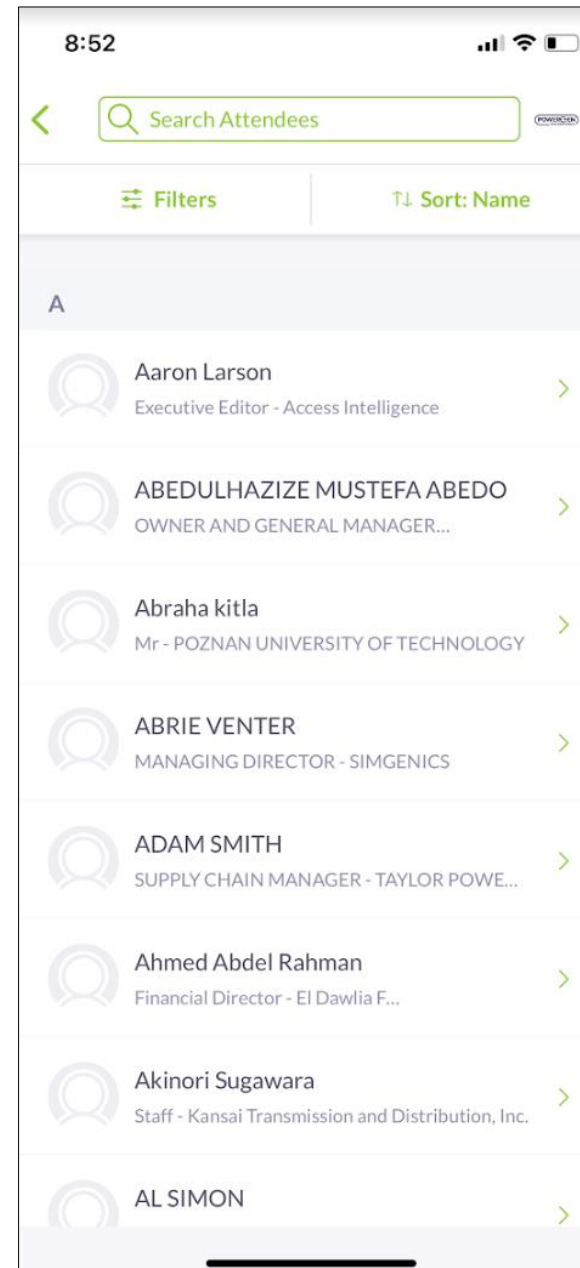 8:52
Search Attendees
POWERGEN
Filters
Sort: Name
A
Aaron Larson
Executive Editor - Access Intelligence
ABEDULHAZIZE MUSTEFA ABEDO
OWNER AND GENERAL MANAGER...
Abraha kitla
Mr - POZNAN UNIVERSITY OF TECHNOLOGY
ABRIE VENTER
MANAGING DIRECTOR - SIMGENICS
ADAM SMITH
SUPPLY CHAIN MANAGER - TAYLOR POWE...
Ahmed Abdel Rahman
Financial Director - El Dawlia F...
Akinori Sugawara
Staff - Kansai Transmission and Distribution, Inc.
AL SIMON